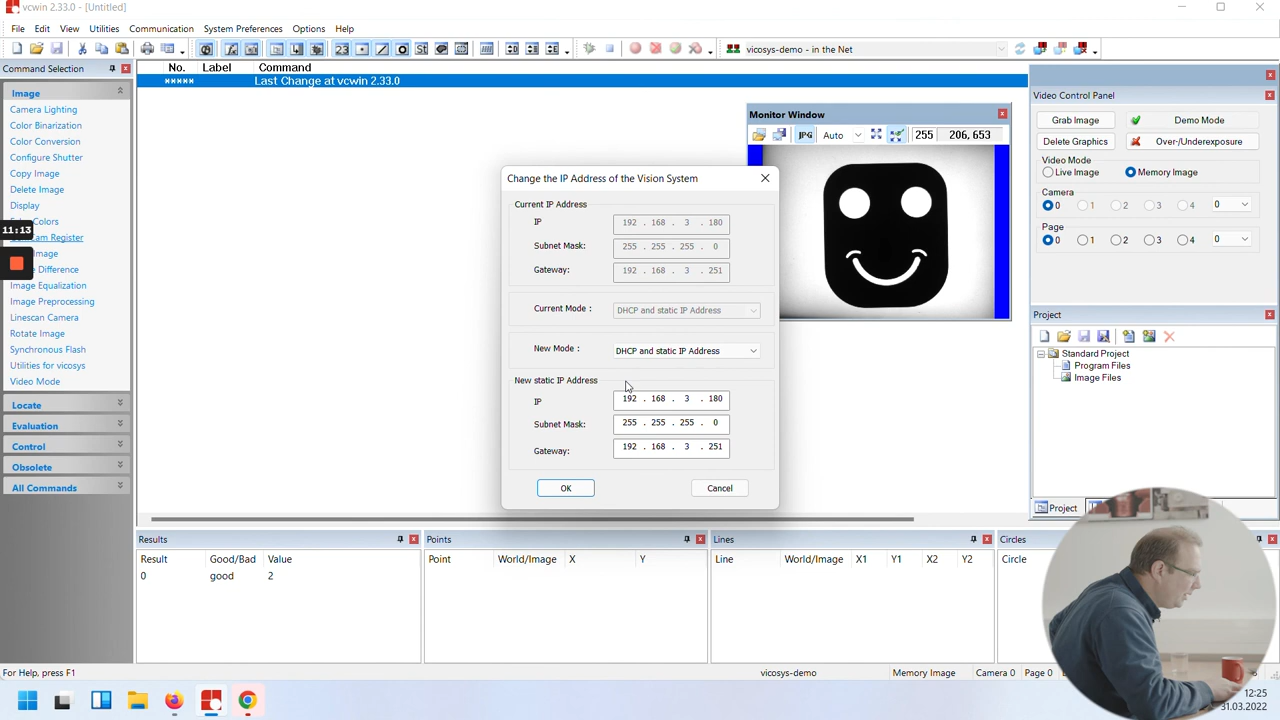 vcwin 2.33.0 - [Untitled]
File Edit View Utilities Communication System Preferences Options Help
23 St
vicosys-demo - in the Net
Command Selection
Image
Camera Lighting
Color Binarization
Color Conversion
Configure Shutter
Copy Image
Delete Image
Display
Colors
Cam Register
Image
Difference
Image Equalization
Image Preprocessing
Linescan Camera
Rotate Image
Synchronous Flash
Utilities for vicosys
Video Mode
Locate
Evaluation
Control
Obsolete
All Commands
11:13
No. Label Command
***** Last Change at vcwin 2.33.0
Monitor Window
JPG Auto 255 206, 653
Change the IP Address of the Vision System
Current IP Address
IP 192 . 168 . 3 . 180
Subnet Mask: 255 . 255 . 255 . 0
Gateway: 192 . 168 . 3 . 251
Current Mode : DHCP and static IP Address
New Mode : DHCP and static IP Address
New static IP Address
IP 192 . 168 . 3 . 180
Subnet Mask: 255 . 255 . 255 . 0
Gateway: 192 . 168 . 3 . 251
OK Cancel
Video Control Panel
Grab Image Demo Mode
Delete Graphics Over-/Underexposure
Video Mode
Live Image Memory Image
Camera
0 1 2 3 4 0
Page
0 1 2 3 4 0
Project
Standard Project
Program Files
Image Files
Project
Results
Result Good/Bad Value
0 good 2
Points
Point World/Image X Y
Lines
Line World/Image X1 Y1 X2 Y2
Circles
Circle
For Help, press F1
vicosys-demo Memory Image Camera 0 Page 0
12:25
31.03.2022